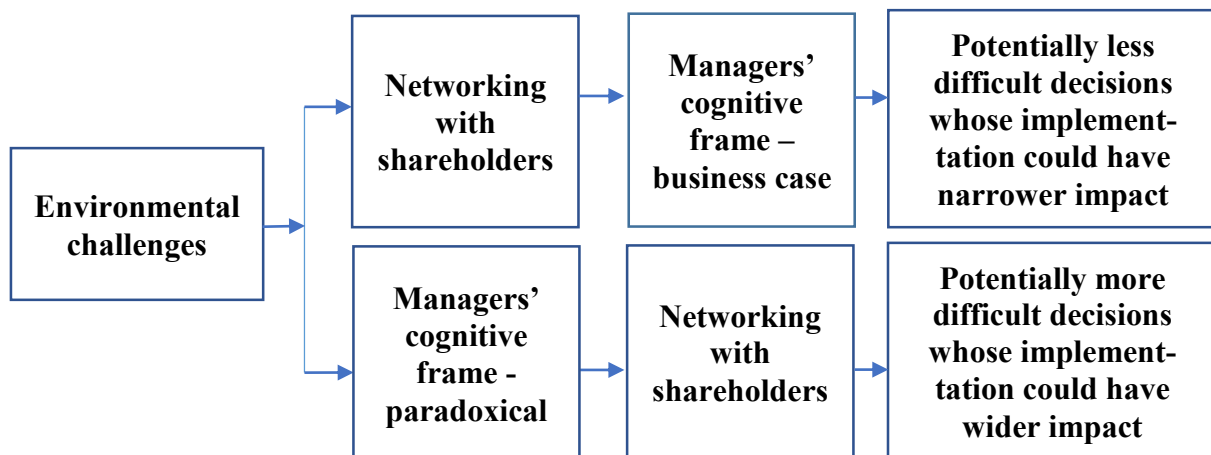 Environmental
challenges
Networking
with
shareholders
Managers’
cognitive
frame –
business case
Potentially less
difficult decisions
whose implement-
tation could have
narrower impact
Managers’
cognitive
frame -
paradoxical
Networking
with
shareholders
Potentially more
difficult decisions
whose implement-
tation could have
wider impact